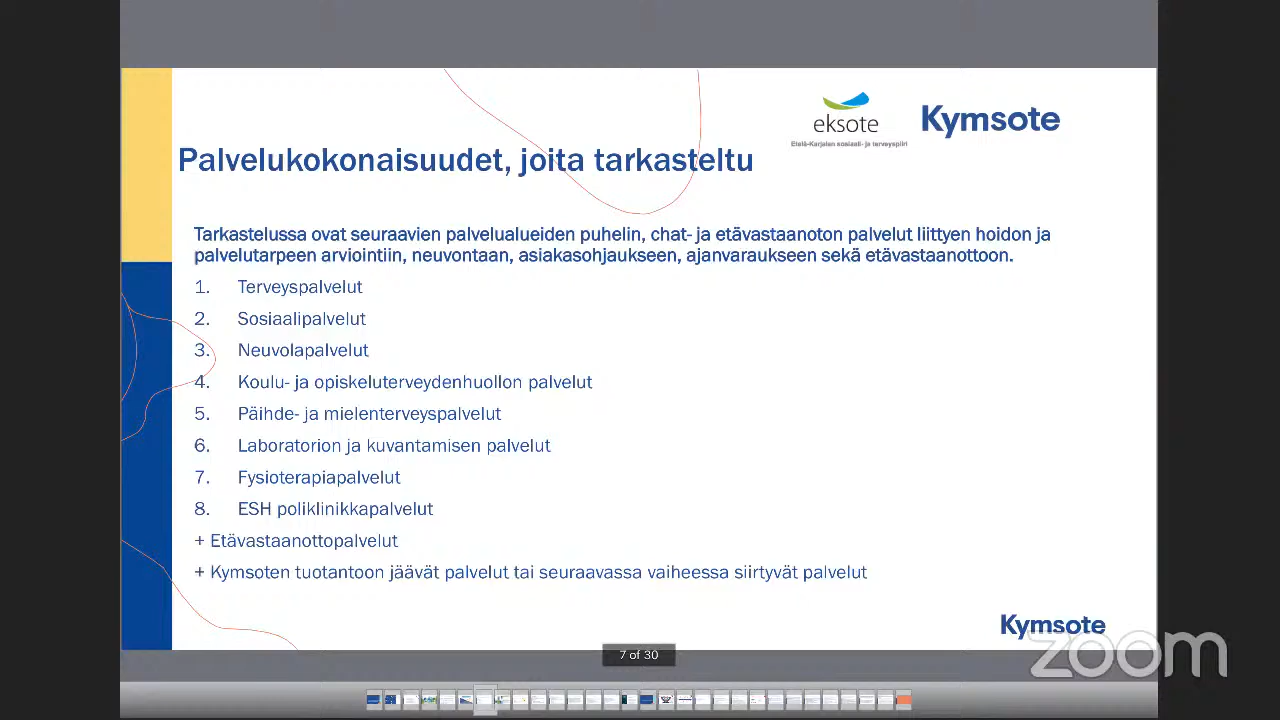 eksote
Etelä-Karjalan sosiaali- ja terveyspiiri
Kymsote
Palvelukokonaisuudet, joita tarkasteltu
Tarkastelussa ovat seuraavien palvelualueiden puhelin, chat- ja etävastaanoton palvelut liittyen hoidon ja
palvelutarpeen arviointiin, neuvontaan, asiakasohjaukseen, ajanvaraukseen sekä etävastaanottoon.
1. Terveyspalvelut
2. Sosiaalipalvelut
3. Neuvolapalvelut
4. Koulu- ja opiskeluterveydenhuollon palvelut
5. Päihde- ja mielenterveyspalvelut
6. Laboratorion ja kuvantamisen palvelut
7. Fysioterapiapalvelut
8. ESH poliklinikkapalvelut
+ Etävastaanottopalvelut
+ Kymsoten tuotantoon jäävät palvelut tai seuraavassa vaiheessa siirtyvät palvelut
Kymsote
zoom
7 of 30